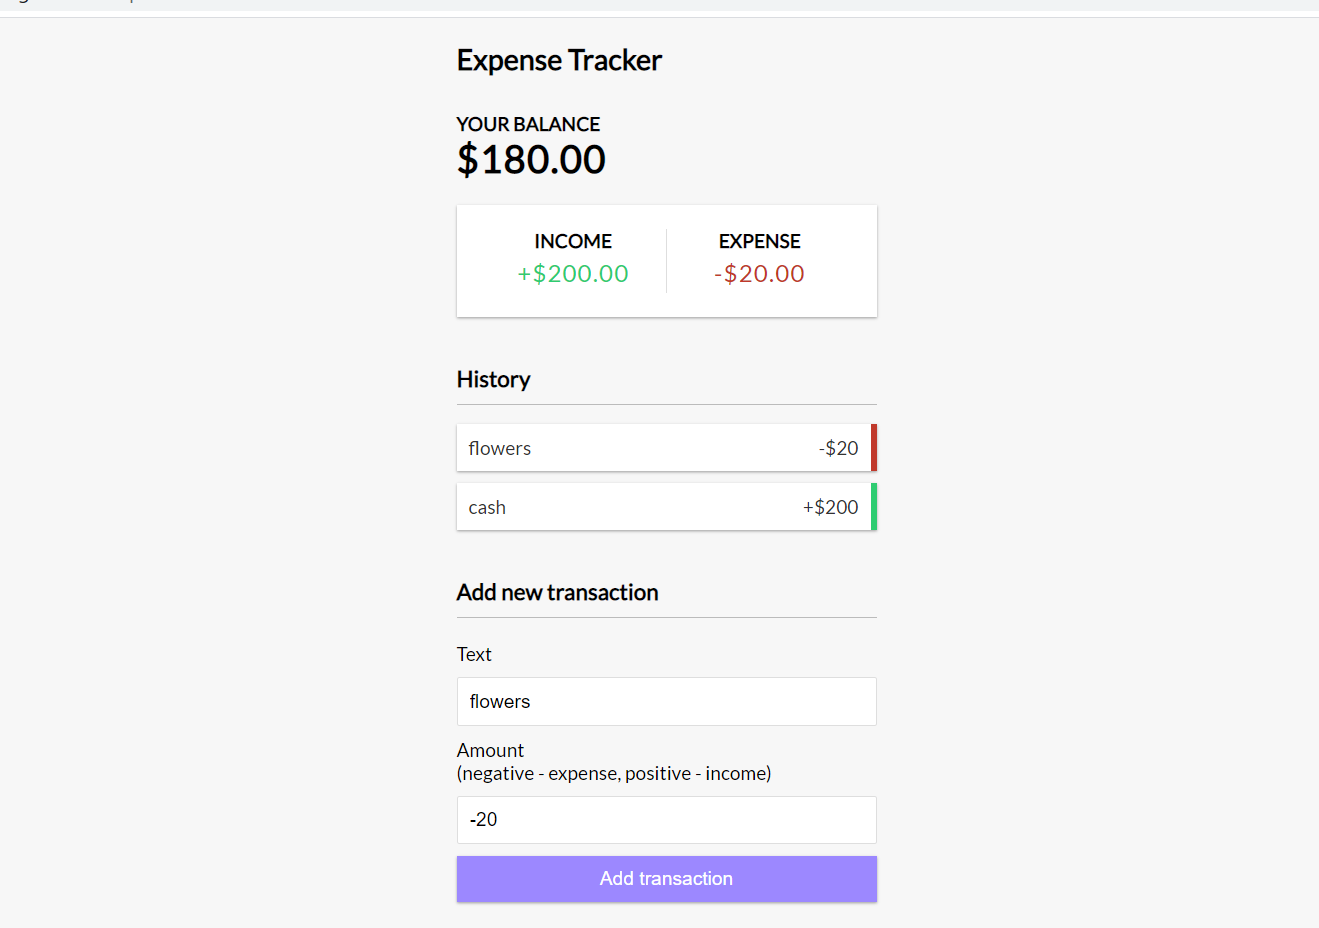 Expense Tracker
YOUR BALANCE
$180.00
INCOME
EXPENSE
+$200.00
-$20.00
History
flowers -$20
cash +$200
Add new transaction
Text
flowers
Amount
(negative - expense, positive - income)
-20
Add transaction